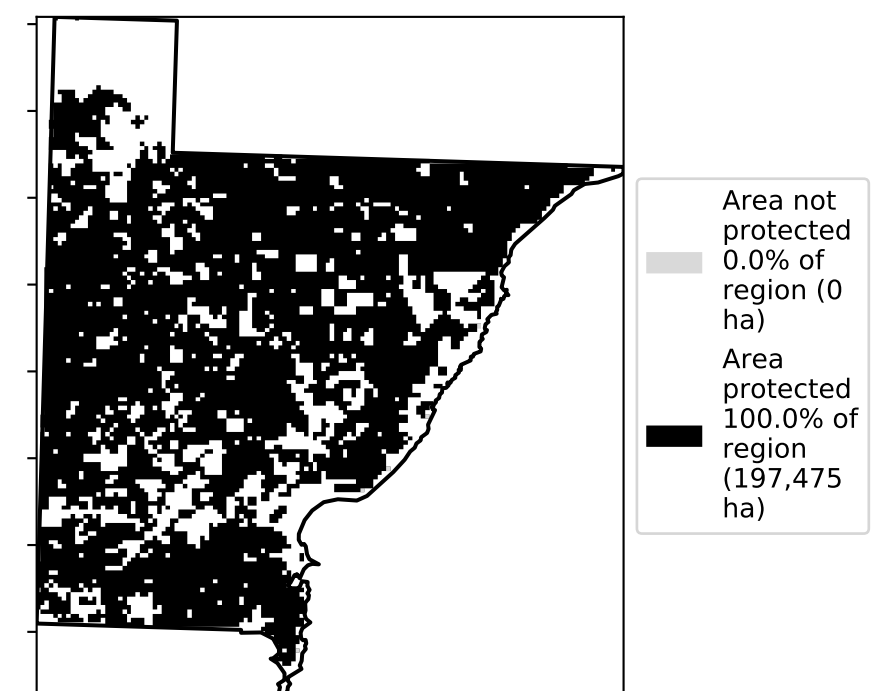 Area not
protected
0.0% of
region (0
ha)
Area
protected
100.0% of
region
(197,475
ha)